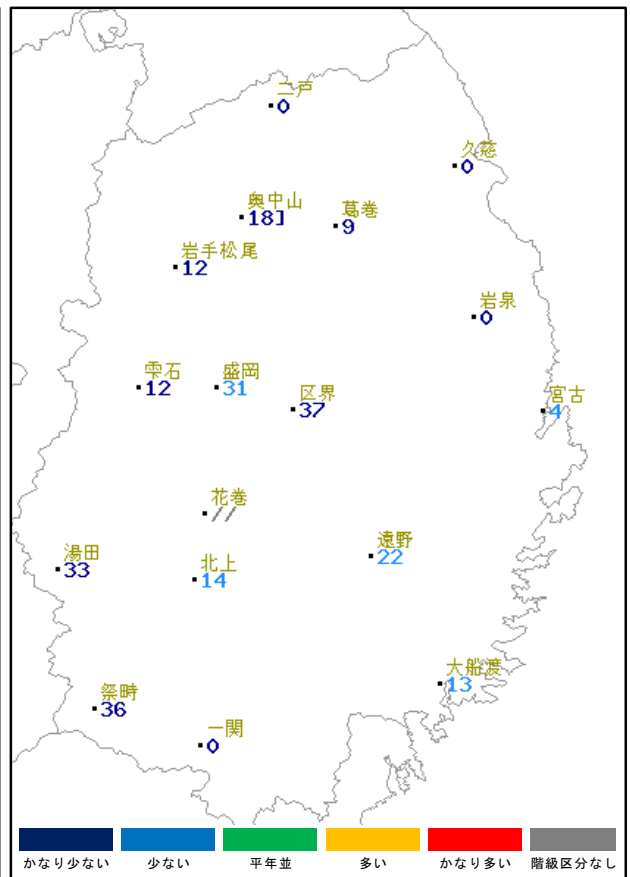 二戸
0
久慈
0
奥中山
18]
葛巻
9
岩手松尾
12
岩泉
0
雫石
12
盛岡
31
区界
37
宮古
4
花巻
//
湯田
33
北上
14
遠野
22
大船渡
13
祭畤
36
一関
0
かなり少ない 少ない 平年並 多い かなり多い 階級区分なし